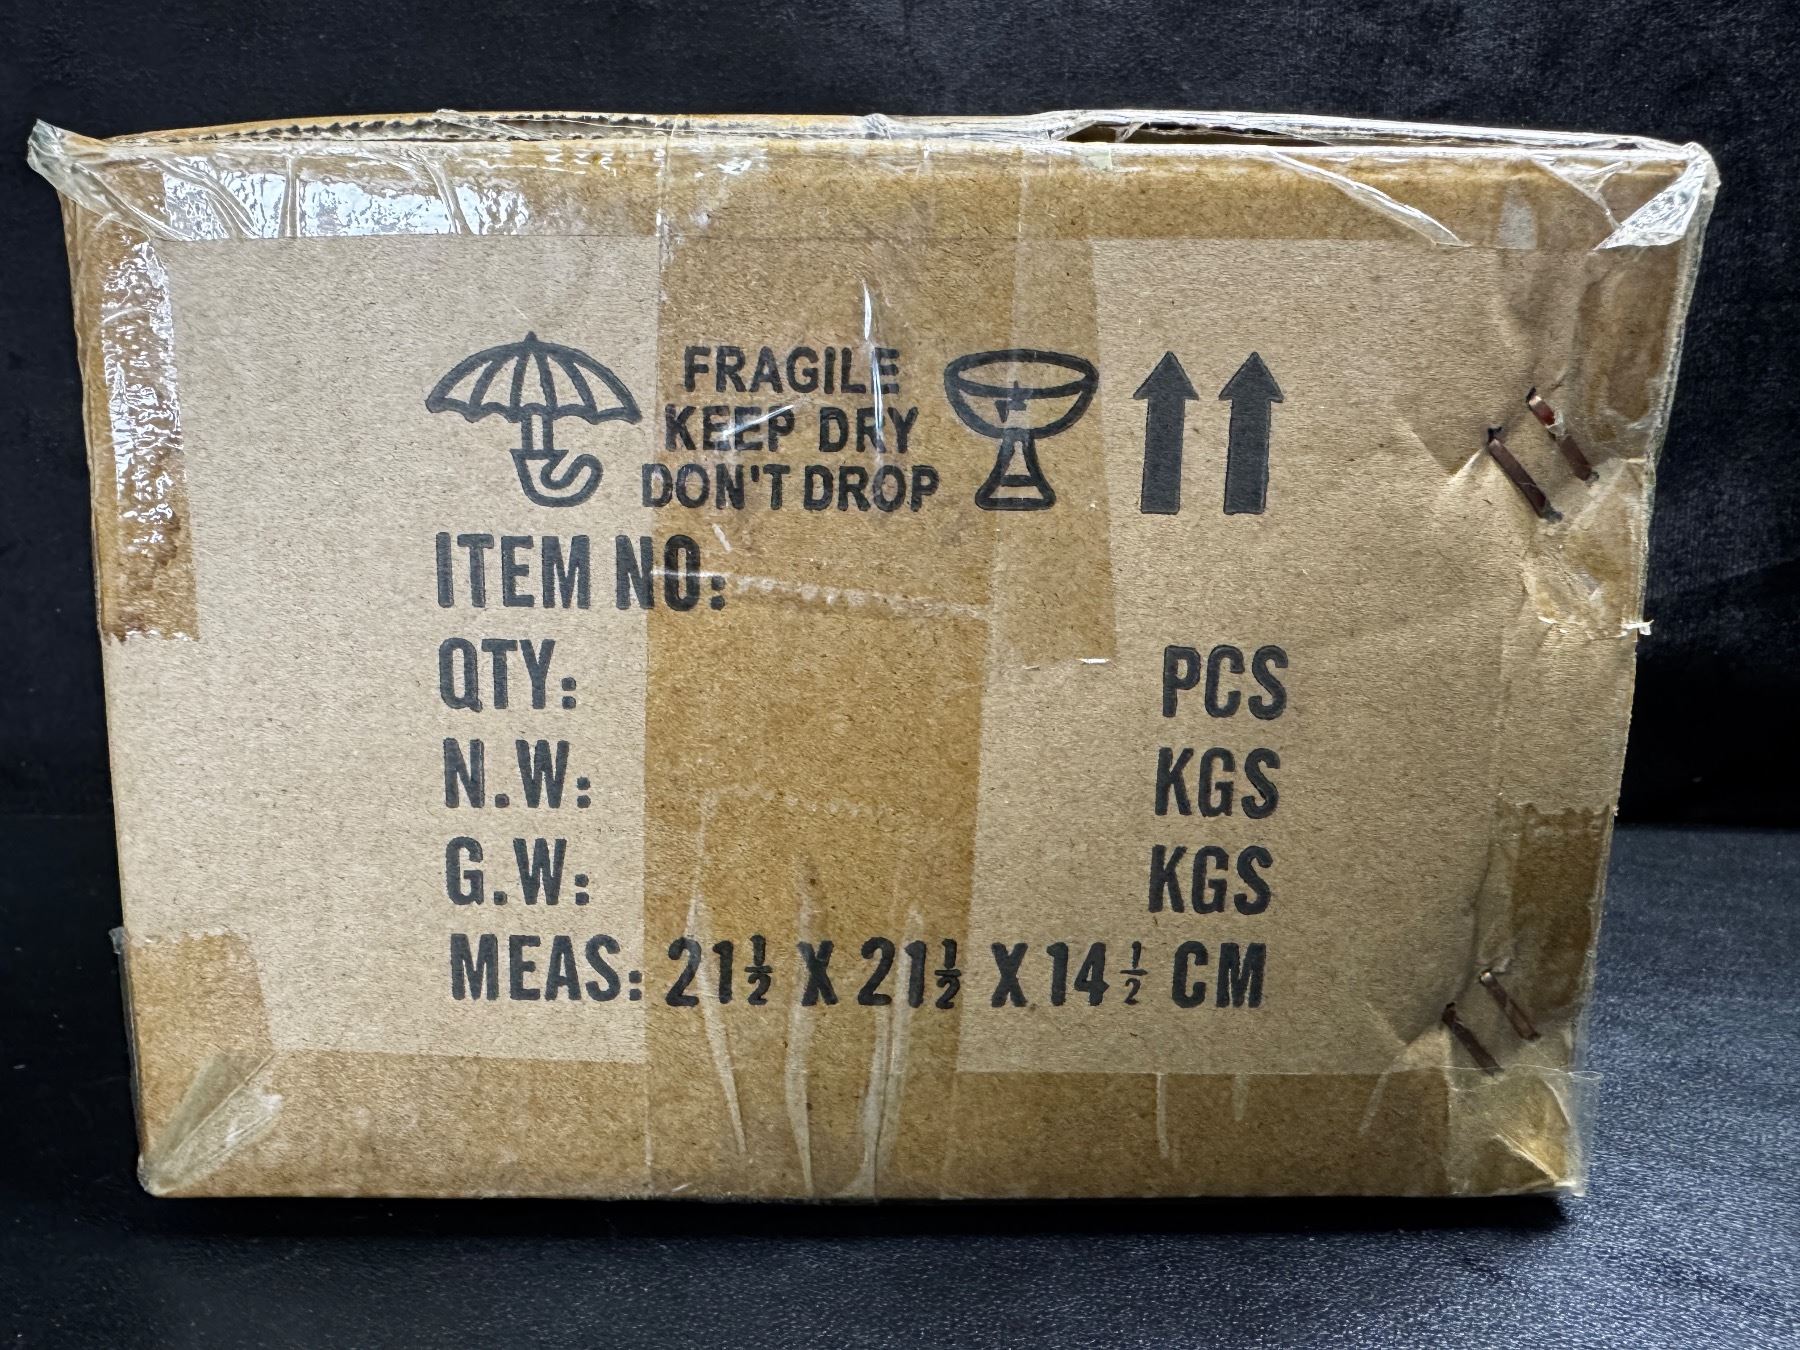 FRAGILE
KEEP DRY
DON'T DROP
ITEM NO:
QTY: PCS
N.W: KGS
G.W: KGS
MEAS: 21½ X 21½ X 14½ CM